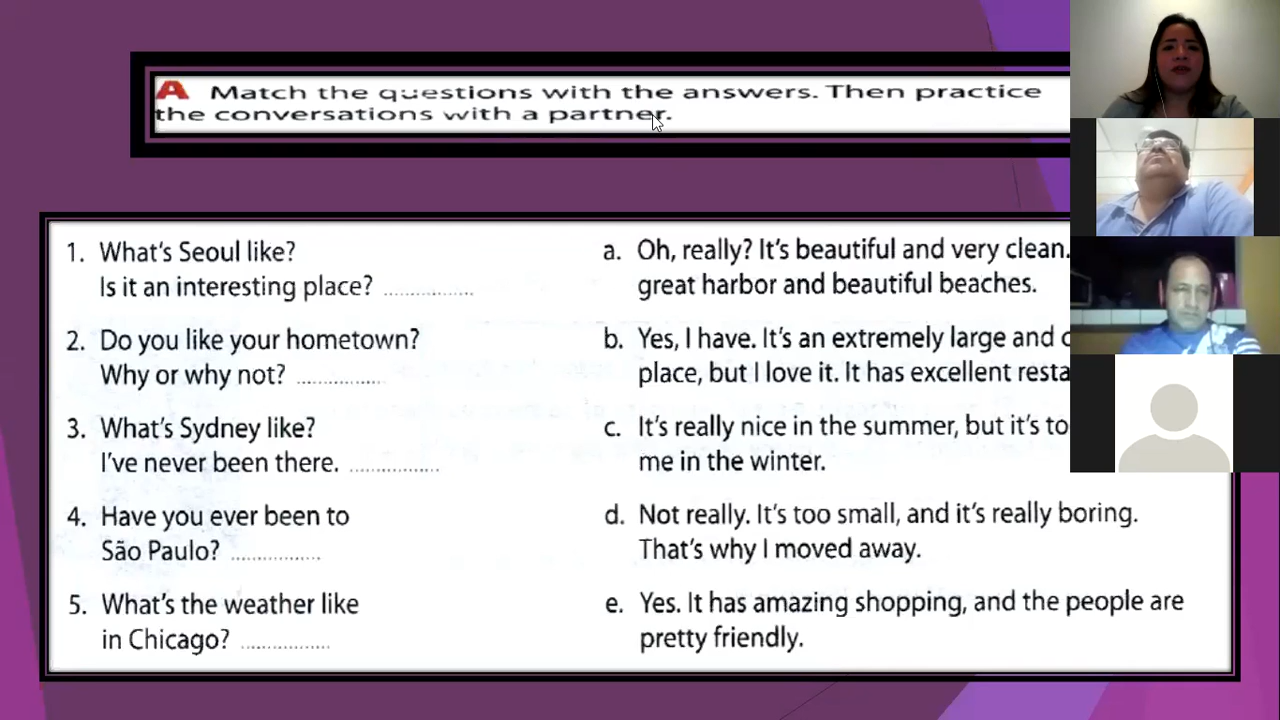 A Match the questions with the answers. Then practice
the conversations with a partner.
1. What's Seoul like?
Is it an interesting place? ................
2. Do you like your hometown?
Why or why not? ................
3. What's Sydney like?
I've never been there. ................
4. Have you ever been to
São Paulo? ................
5. What's the weather like
in Chicago? ................
a. Oh, really? It's beautiful and very clean.
great harbor and beautiful beaches.
b. Yes, I have. It's an extremely large and
place, but I love it. It has excellent
c. It's really nice in the summer, but it's
me in the winter.
d. Not really. It's too small, and it's really boring.
That's why I moved away.
e. Yes. It has amazing shopping, and the people are
pretty friendly.